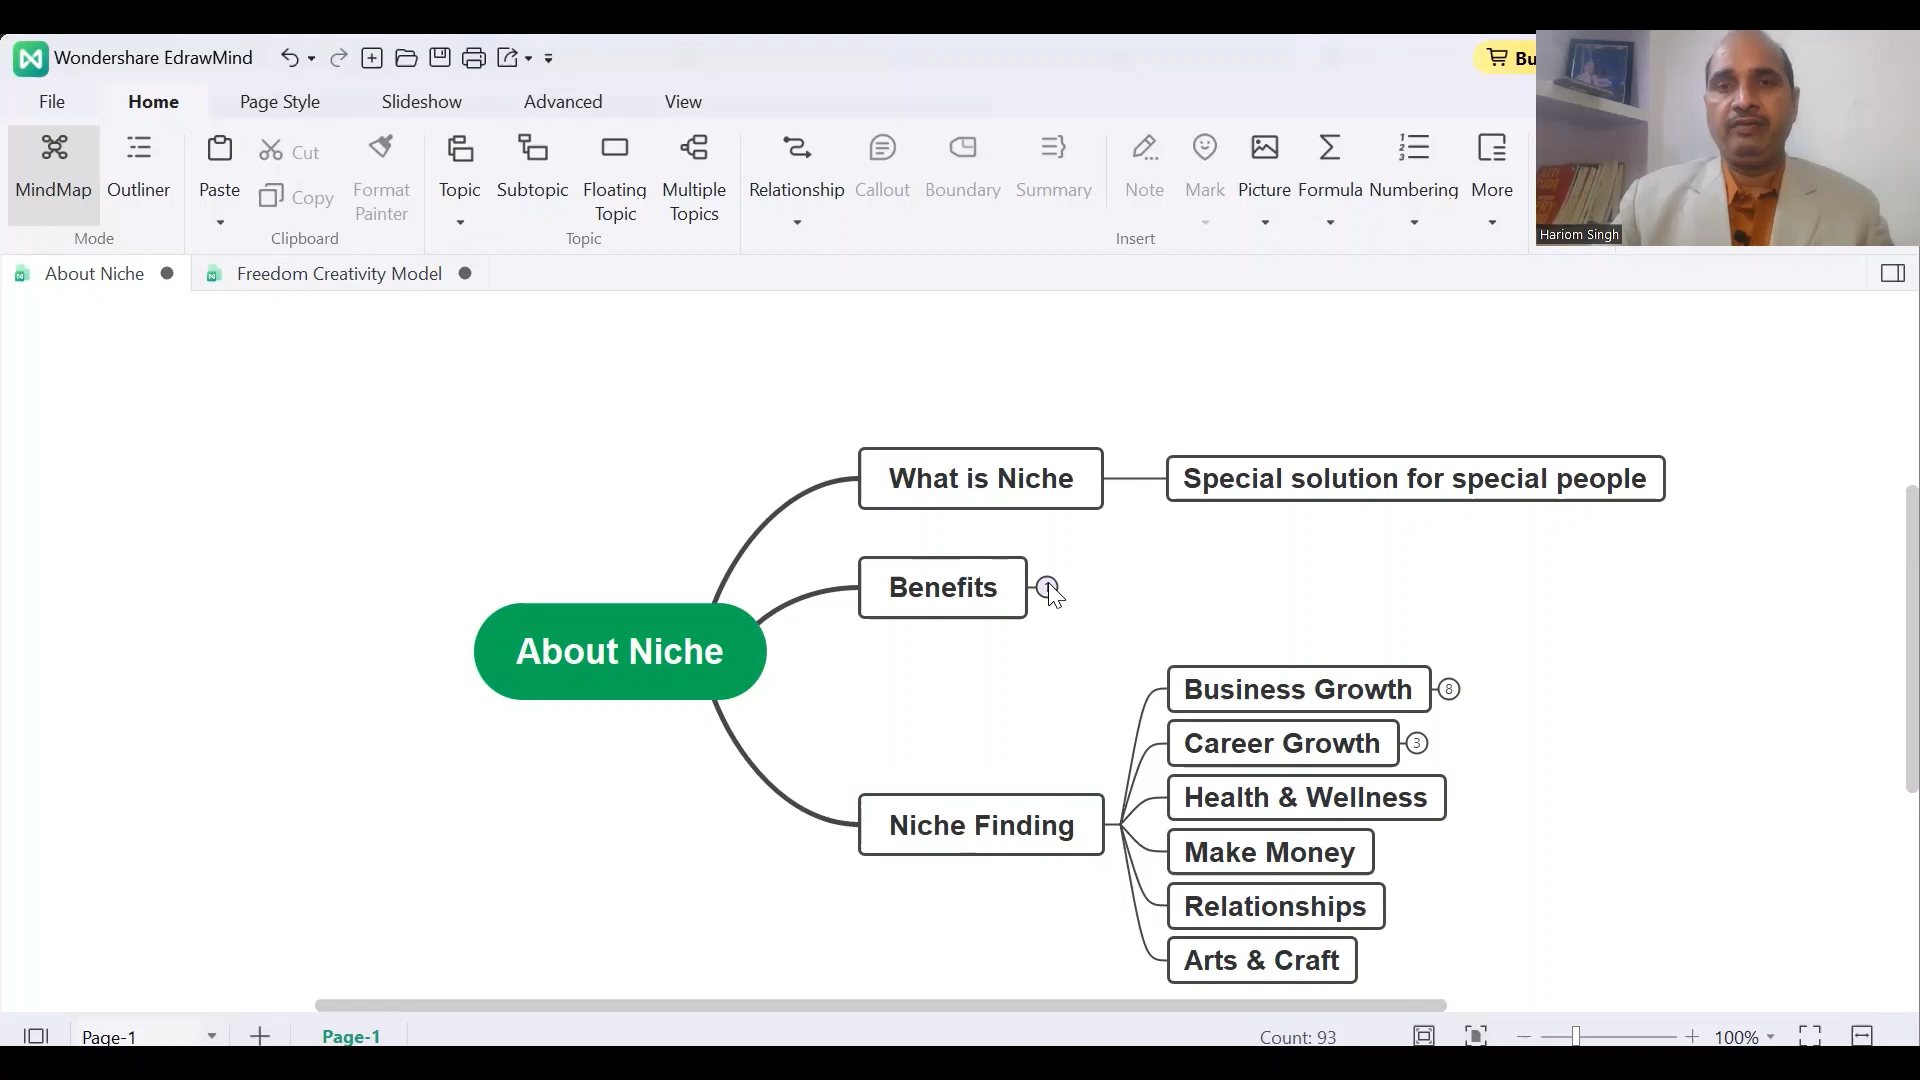 Wondershare EdrawMind
Bu
File
Home
Page Style
Slideshow
Advanced
View
MindMap
Outliner
Paste
Cut
Copy
Format
Painter
Topic
Subtopic
Floating
Topic
Multiple
Topics
Relationship
Callout
Boundary
Summary
Note
Mark
Picture
Formula
Numbering
More
Mode
Clipboard
Topic
Insert
Hariom Singh
About Niche
Freedom Creativity Model
What is Niche
Special solution for special people
Benefits
About Niche
Business Growth
8
Career Growth
3
Health & Wellness
Niche Finding
Make Money
Relationships
Arts & Craft
Page-1
Page-1
Count: 93
100%